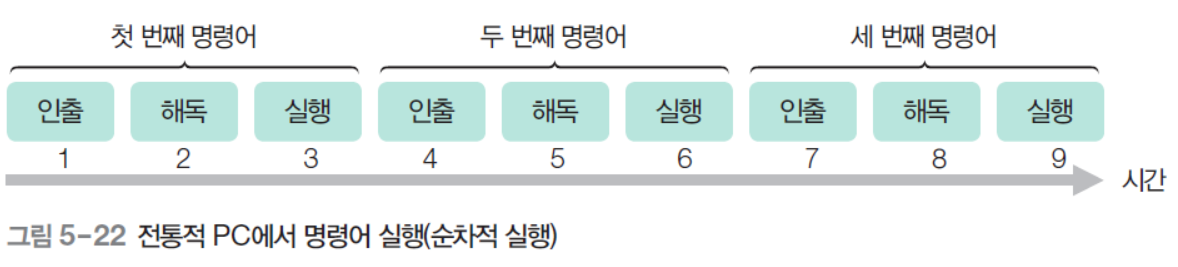 첫 번째 명령어 두 번째 명령어 세 번째 명령어
인출 해독 실행 인출 해독 실행 인출 해독 실행
1 2 3 4 5 6 7 8 9
시간
그림 5-22 전통적 PC에서 명령어 실행(순차적 실행)